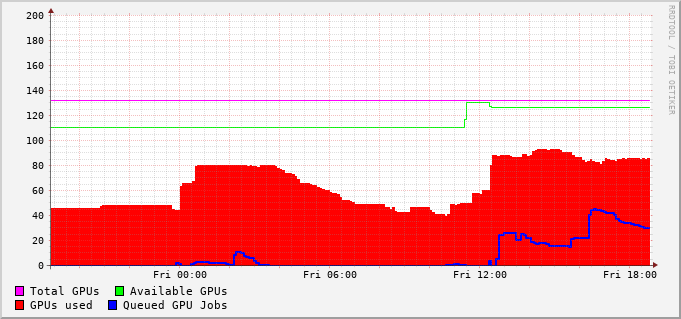 RRDTOOL / TOBI OETIKER
200
180
160
140
120
100
80
60
40
20
0
Fri 00:00 Fri 06:00 Fri 12:00 Fri 18:00
Total GPUs Available GPUs
GPUs used Queued GPU Jobs